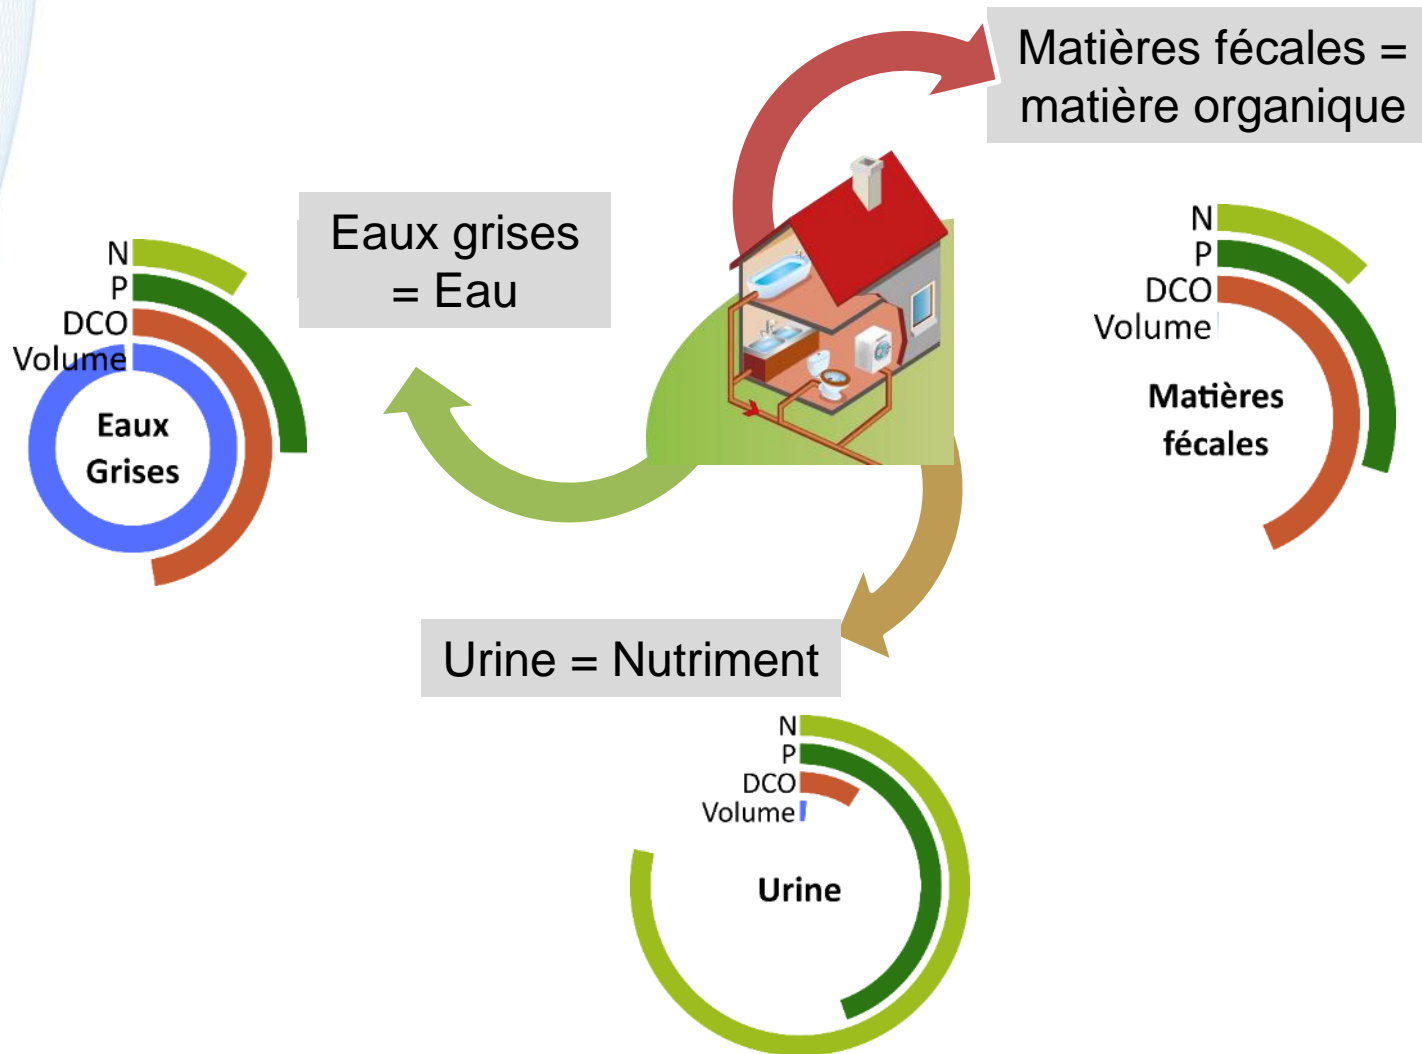 Matières fécales =
matière organique
Eaux grises
= Eau
N
P
DCO
Volume
Eaux
Grises
N
P
DCO
Volume
Matières
fécales
Urine = Nutriment
N
P
DCO
Volume
Urine